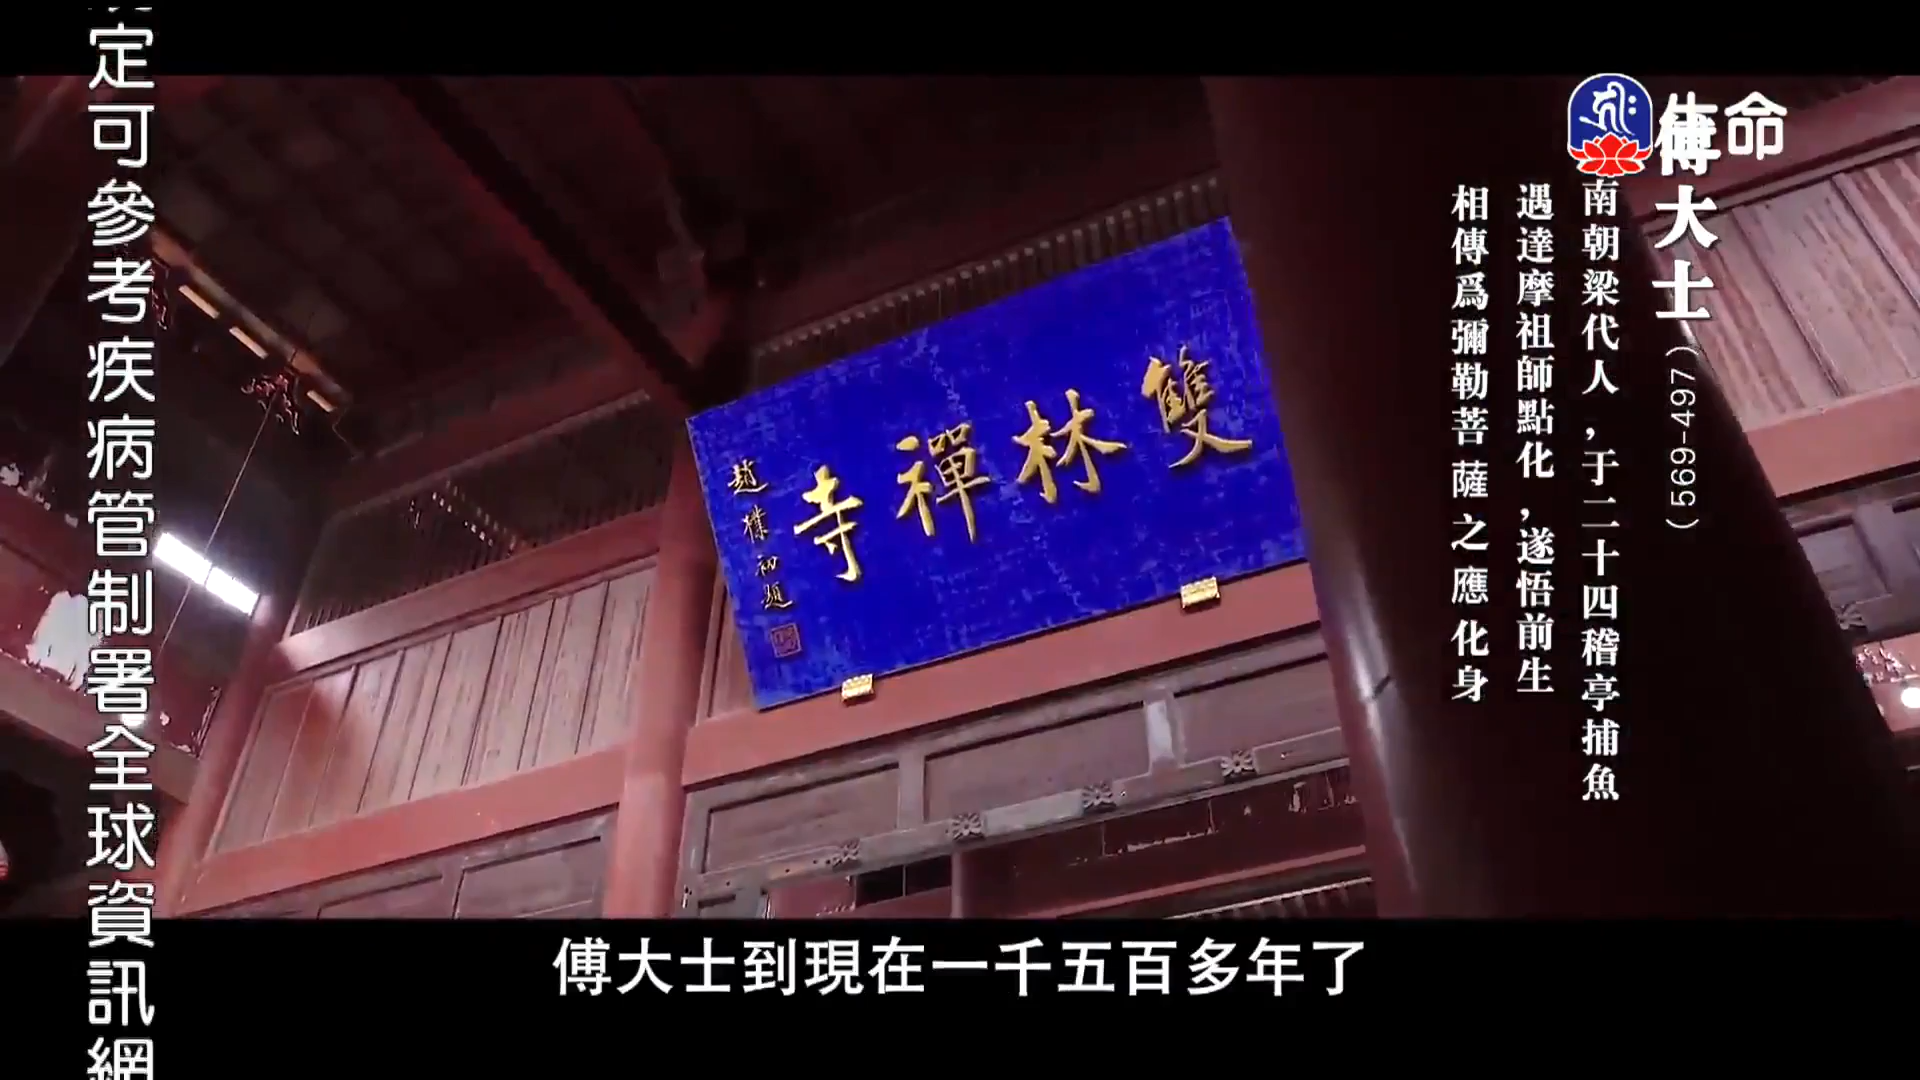 定可參考疾病管制署全球資訊網
雙林禪寺
趙樸初題
生命
傅大士
(497-569)
南朝梁代人,于二十四稽亭捕魚
遇達摩祖師點化,遂悟前生
相傳爲彌勒菩薩之應化身
傅大士到現在一千五百多年了